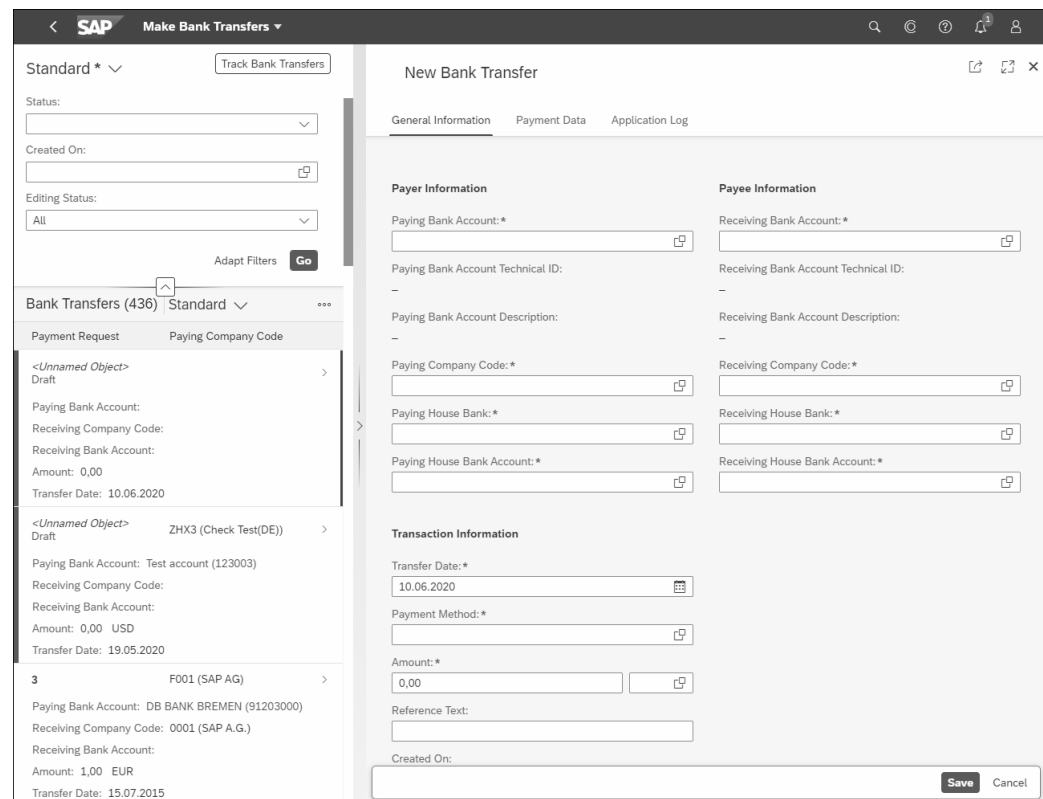 SAP Make Bank Transfers
1
Standard *
Track Bank Transfers
Status:
Created On:
Editing Status:
All
Adapt Filters Go
Bank Transfers (436) Standard
Payment Request Paying Company Code
<Unnamed Object>
Draft
Paying Bank Account:
Receiving Company Code:
Receiving Bank Account:
Amount: 0,00
Transfer Date: 10.06.2020
<Unnamed Object> ZHX3 (Check Test(DE))
Draft
Paying Bank Account: Test account (123003)
Receiving Company Code:
Receiving Bank Account:
Amount: 0,00 USD
Transfer Date: 19.05.2020
3 F001 (SAP AG)
Paying Bank Account: DB BANK BREMEN (91203000)
Receiving Company Code: 0001 (SAP A.G.)
Receiving Bank Account:
Amount: 1,00 EUR
Transfer Date: 15.07.2015
New Bank Transfer
General Information Payment Data Application Log
Payer Information
Paying Bank Account:*
Paying Bank Account Technical ID:
–
Paying Bank Account Description:
–
Paying Company Code:*
Paying House Bank:*
Paying House Bank Account:*
Payee Information
Receiving Bank Account:*
Receiving Bank Account Technical ID:
–
Receiving Bank Account Description:
–
Receiving Company Code:*
Receiving House Bank:*
Receiving House Bank Account:*
Transaction Information
Transfer Date:*
10.06.2020
Payment Method:*
Amount:*
0,00
Reference Text:
Created On:
Save Cancel